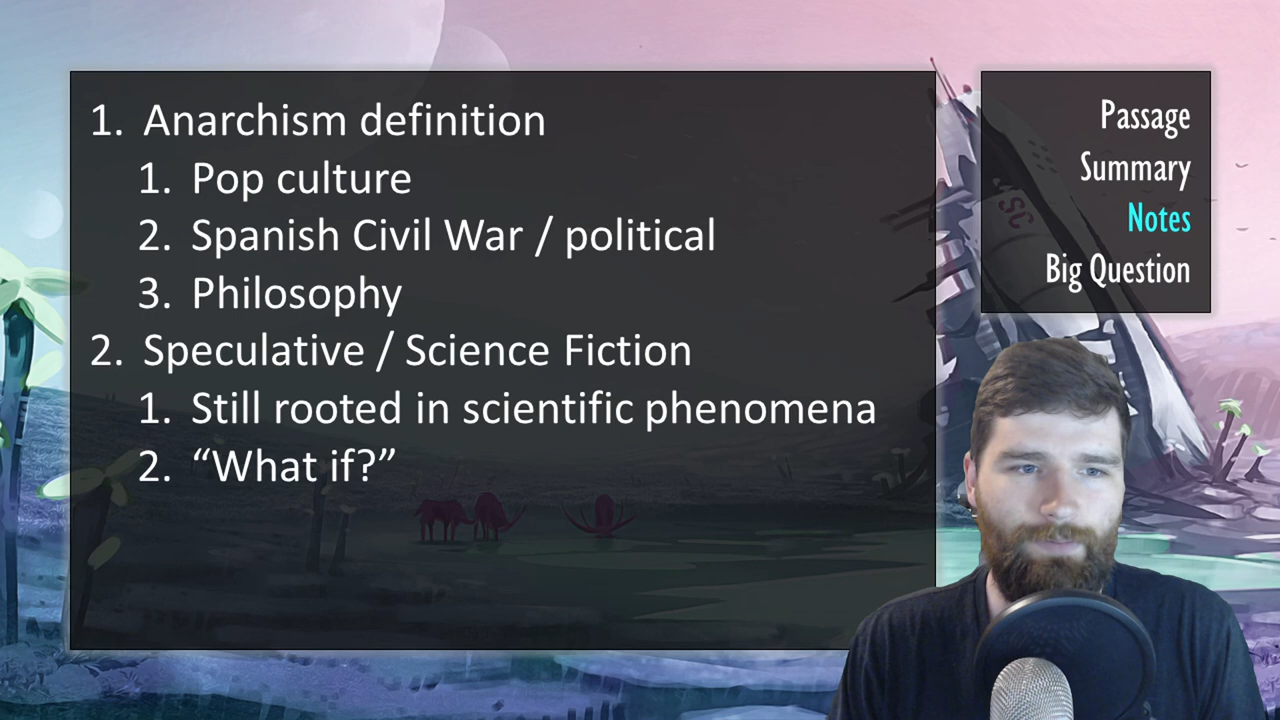 1. Anarchism definition
1. Pop culture
2. Spanish Civil War / political
3. Philosophy
2. Speculative / Science Fiction
1. Still rooted in scientific phenomena
2. “What if?”
Passage
Summary
Notes
Big Question
MSC